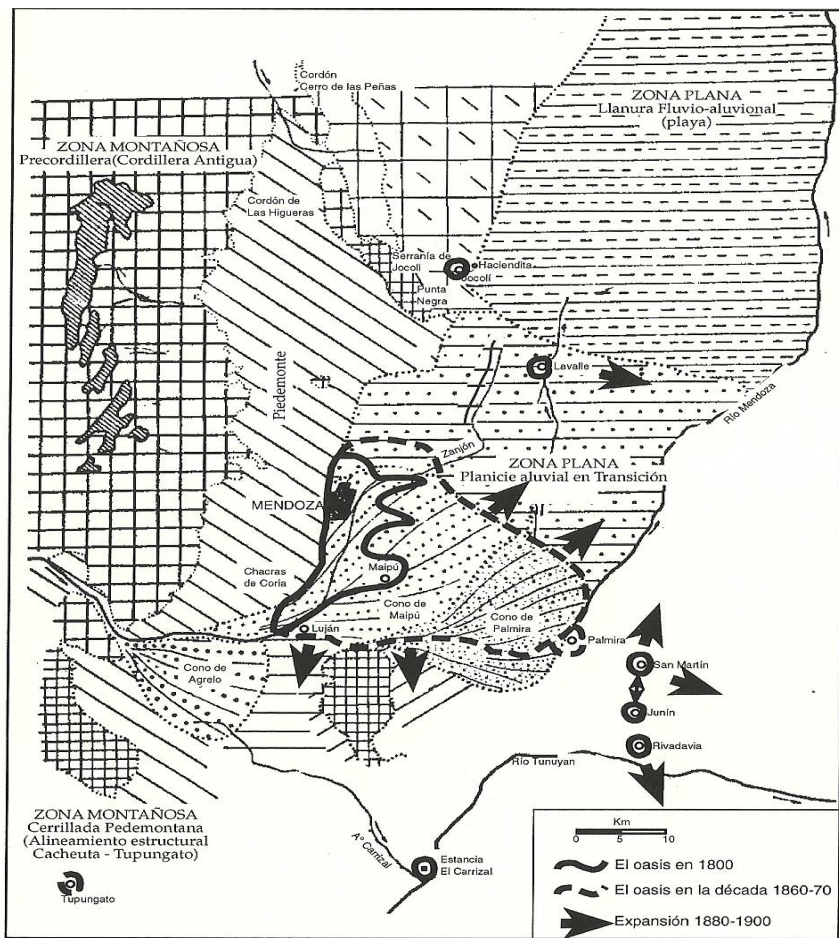 Cordón
Cerro de las Peñas
ZONA PLANA
Llanura Fluvio-aluvional
(playa)
ZONA MONTAÑOSA
Precordillera(Cordillera Antigua)
Cordón de
Las Higueras
Serranía de
Jocolí
Haciendita
Jocolí
Punta
Negra
Piedemonte
Lavalle
Río Mendoza
Zanjón
ZONA PLANA
Planicie aluvial en Transición
MENDOZA
Chacras
de Coria
Maipú
Cono de
Maipú
Cono de
Palmira
Luján
Palmira
Cono de
Agrelo
San Martín
Junín
Rivadavia
Río Tunuyan
ZONA MONTAÑOSA
Cerrillada Pedemontana
(Alineamiento estructural
Cacheuta - Tupungato)
A° Carrizal
Estancia
El Carrizal
Tupungato
Km
0 5 10
El oasis en 1800
El oasis en la década 1860-70
Expansión 1880-1900